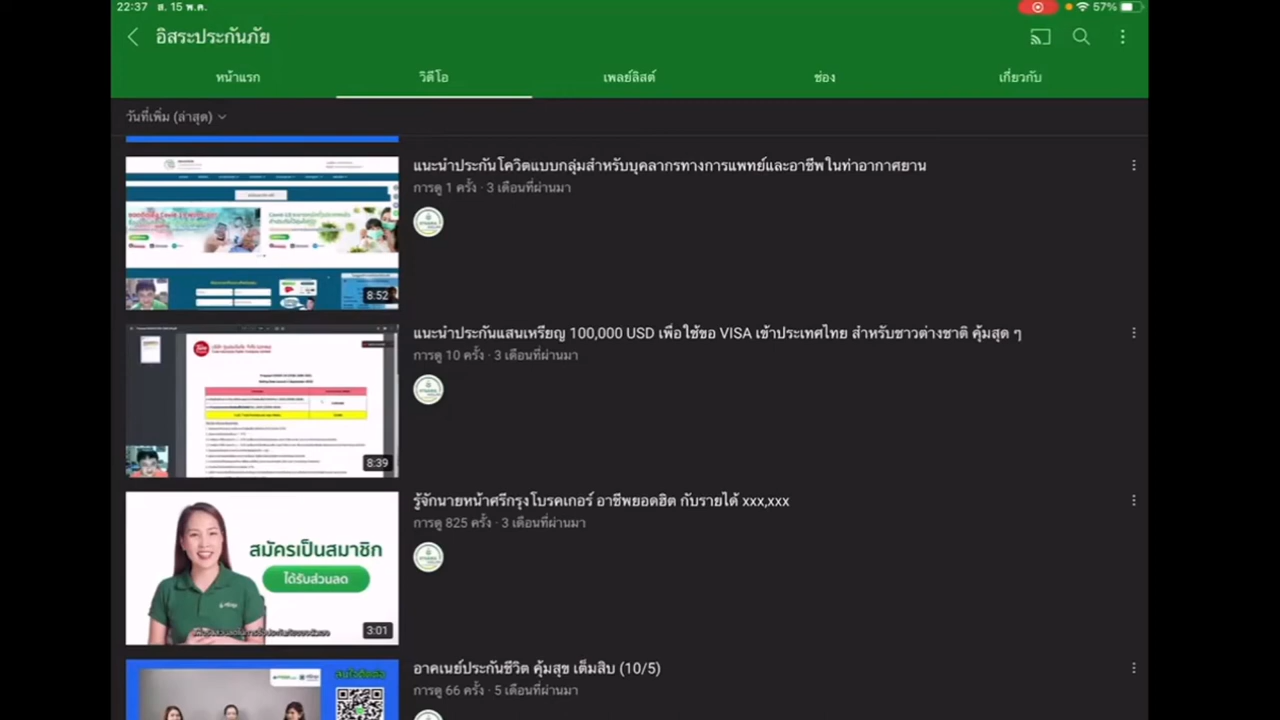 22:37 ส. 15 พ.ค. 57%
อิสระประกันภัย
หน้าแรก วิดีโอ เพลย์ลิสต์ ช่อง เกี่ยวกับ
วันที่เพิ่ม (ล่าสุด)
แนะนำประกันโควิดแบบกลุ่มสำหรับบุคลากรทางการแพทย์และอาชีพในท่าอากาศยาน
การดู 1 ครั้ง · 3 เดือนที่ผ่านมา
8:52
แนะนำประกันแสนเหรียญ 100,000 USD เพื่อใช้ขอ VISA เข้าประเทศไทย สำหรับชาวต่างชาติ คุ้มสุด ๆ
การดู 10 ครั้ง · 3 เดือนที่ผ่านมา
8:39
รู้จักนายหน้าศรีกรุงโบรคเกอร์ อาชีพยอดฮิต กับรายได้ xxx,xxx
การดู 825 ครั้ง · 3 เดือนที่ผ่านมา
สมัครเป็นสมาชิก
ได้รับส่วนลด
3:01
อาคเนย์ประกันชีวิต คุ้มสุข เต็มสิบ (10/5)
การดู 66 ครั้ง · 5 เดือนที่ผ่านมา